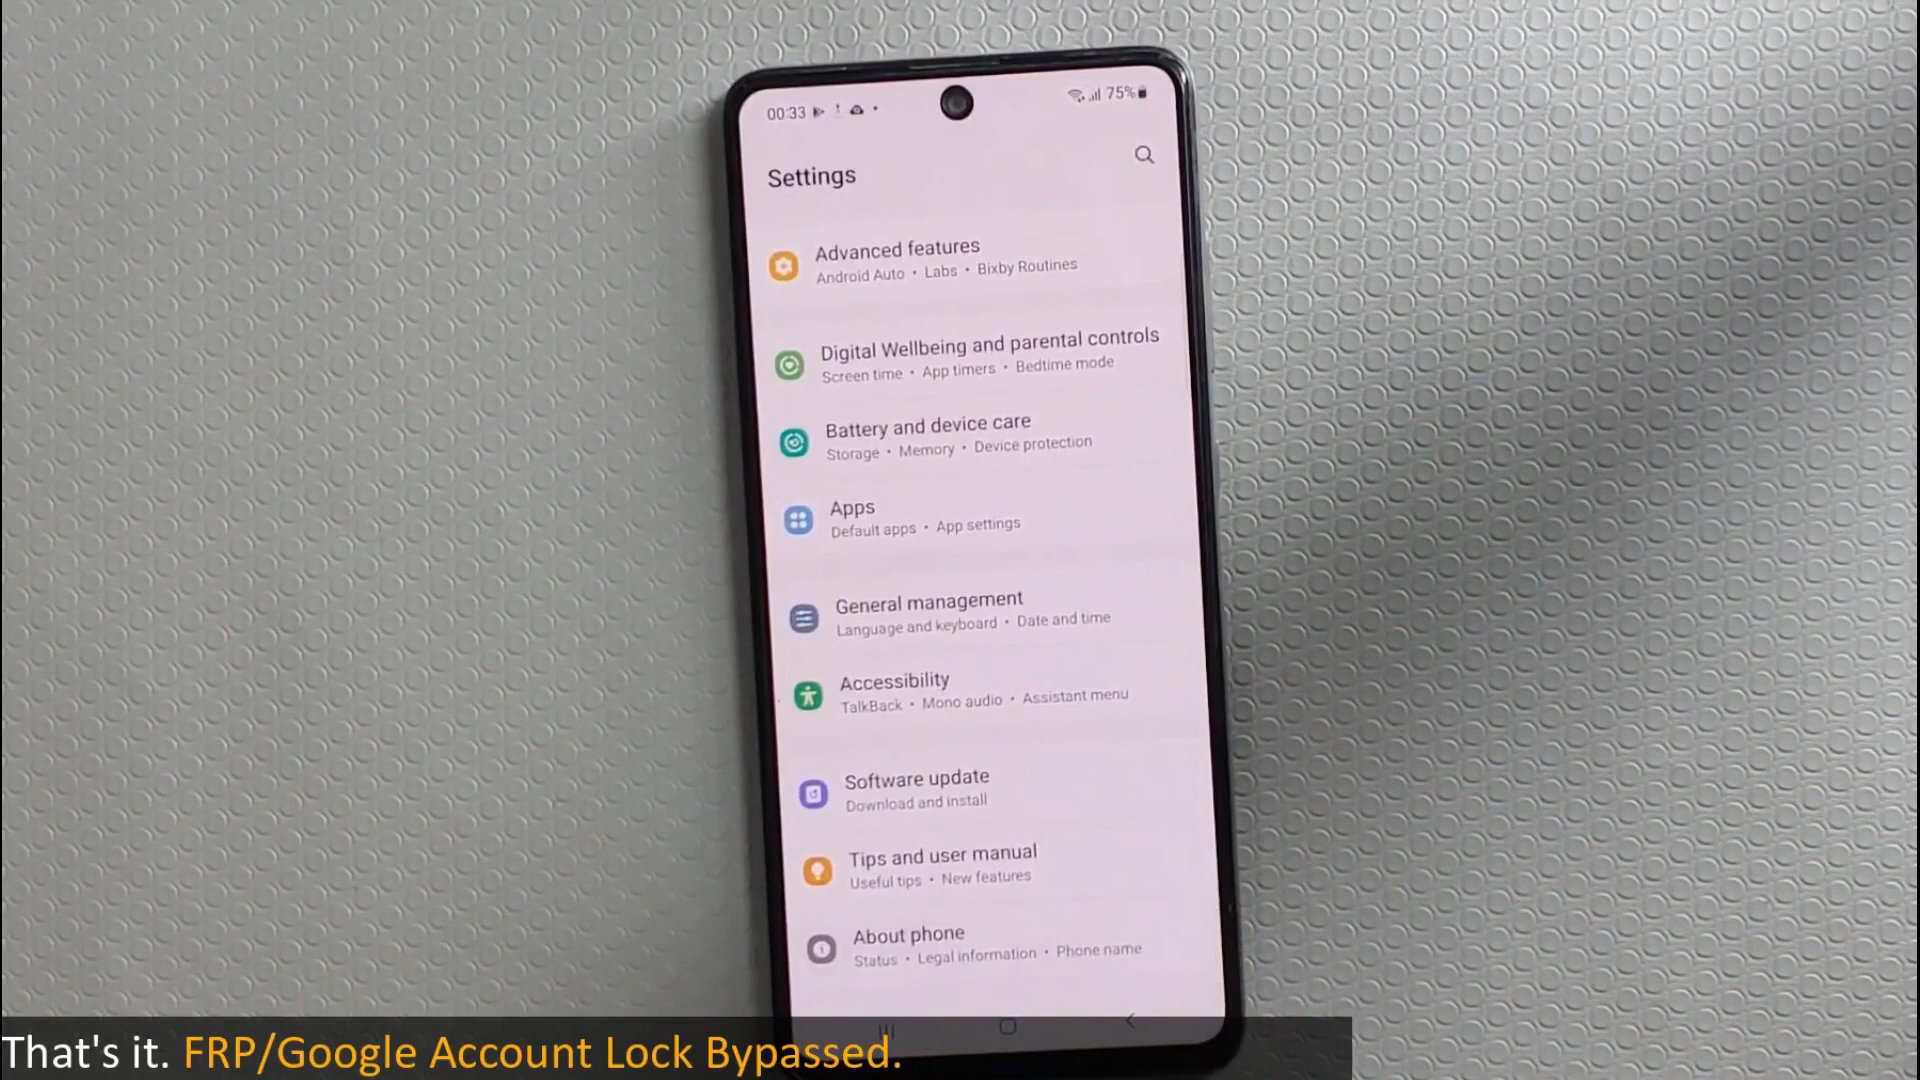 00:33
75%
Settings
Advanced features
Android Auto • Labs • Bixby Routines
Digital Wellbeing and parental controls
Screen time • App timers • Bedtime mode
Battery and device care
Storage • Memory • Device protection
Apps
Default apps • App settings
General management
Language and keyboard • Date and time
Accessibility
TalkBack • Mono audio • Assistant menu
Software update
Download and install
Tips and user manual
Useful tips • New features
About phone
Status • Legal information • Phone name
That's it. FRP/Google Account Lock Bypassed.